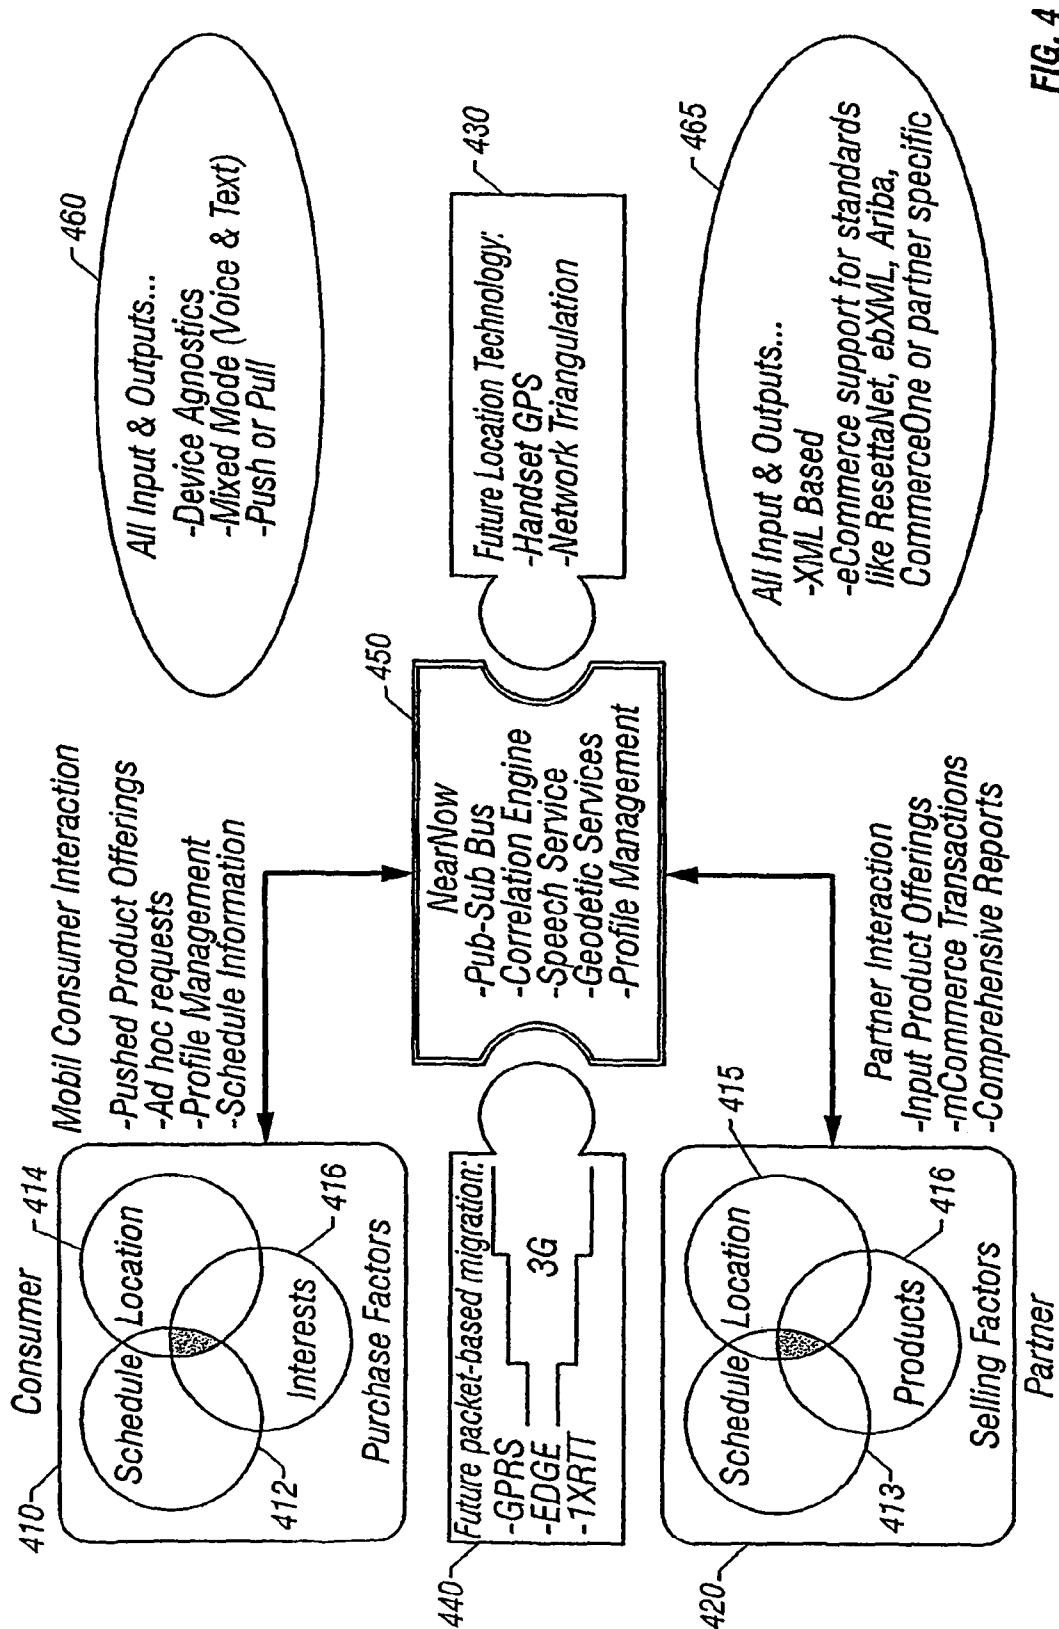 410
Consumer
414
Schedule
Location
Interests
412
416
Purchase Factors
Mobil Consumer Interaction
-Pushed Product Offerings
-Ad hoc requests
-Profile Management
-Schedule Information
460
All Input & Outputs...
-Device Agnostics
-Mixed Mode (Voice & Text)
-Push or Pull
440
Future packet-based migration:
-GPRS
-EDGE
-1XRTT
3G
450
NearNow
-Pub-Sub Bus
-Correlation Engine
-Speech Service
-Geodetic Services
-Profile Management
430
Future Location Technology:
-Handset GPS
-Network Triangulation
420
415
Schedule
Location
Products
413
416
Selling Factors
Partner
Partner Interaction
-Input Product Offerings
-mCommerce Transactions
-Comprehensive Reports
465
All Input & Outputs...
-XML Based
-eCommerce support for standards
like ResettaNet, ebXML, Ariba,
CommerceOne or partner specific
FIG. 4